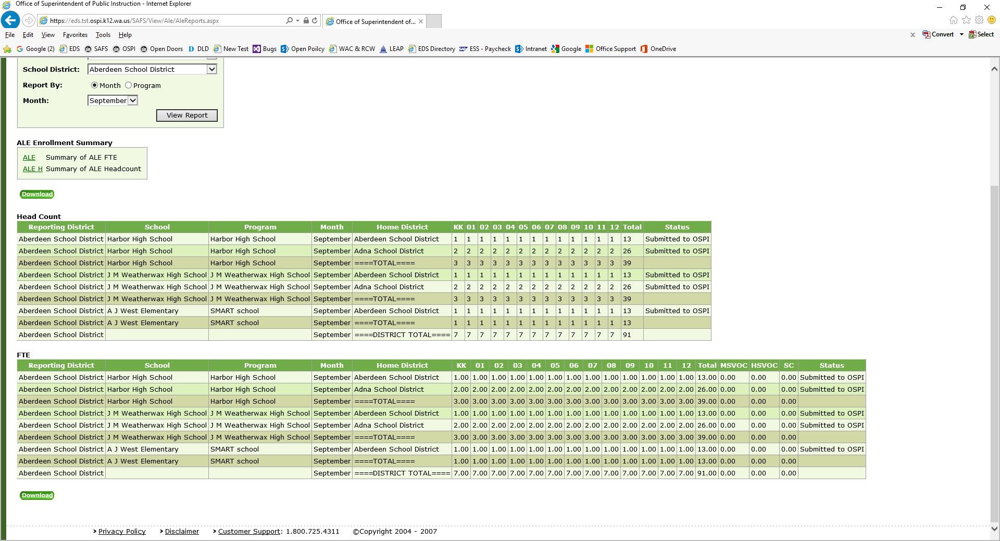 Office of Superintendent of Public Instruction - Internet Explorer
https://eds.tst.ospi.k12.wa.us/SAFS/View/Ale/AleReports.aspx
Office of Superintendent of...
File Edit View Favorites Tools Help
x Convert Select
Google (2) EDS SAFS OSPI Open Doors DLD New Test Bugs Open Poilcy WAC & RCW LEAP EDS Directory ESS - Paycheck Intranet Google Office Support OneDrive
School District: Aberdeen School District
Report By: Month Program
Month: September
View Report
ALE Enrollment Summary
ALE Summary of ALE FTE
ALE H Summary of ALE Headcount
Download
Head Count
Reporting District School Program Month Home District KK 01 02 03 04 05 06 07 08 09 10 11 12 Total Status
Aberdeen School District Harbor High School Harbor High School September Aberdeen School District 1 1 1 1 1 1 1 1 1 1 1 1 1 13 Submitted to OSPI
Aberdeen School District Harbor High School Harbor High School September Adna School District 2 2 2 2 2 2 2 2 2 2 2 2 2 26 Submitted to OSPI
Aberdeen School District Harbor High School Harbor High School September ====TOTAL==== 3 3 3 3 3 3 3 3 3 3 3 3 3 39
Aberdeen School District J M Weatherwax High School J M Weatherwax High School September Aberdeen School District 1 1 1 1 1 1 1 1 1 1 1 1 1 13 Submitted to OSPI
Aberdeen School District J M Weatherwax High School J M Weatherwax High School September Adna School District 2 2 2 2 2 2 2 2 2 2 2 2 2 26 Submitted to OSPI
Aberdeen School District J M Weatherwax High School J M Weatherwax High School September ====TOTAL==== 3 3 3 3 3 3 3 3 3 3 3 3 3 39
Aberdeen School District A J West Elementary SMART school September Aberdeen School District 1 1 1 1 1 1 1 1 1 1 1 1 1 13 Submitted to OSPI
Aberdeen School District A J West Elementary SMART school September ====TOTAL==== 1 1 1 1 1 1 1 1 1 1 1 1 1 13
Aberdeen School District September ====DISTRICT TOTAL==== 7 7 7 7 7 7 7 7 7 7 7 7 7 91
FTE
Reporting District School Program Month Home District KK 01 02 03 04 05 06 07 08 09 10 11 12 Total MSVOC HSVOC SC Status
Aberdeen School District Harbor High School Harbor High School September Aberdeen School District 1.00 1.00 1.00 1.00 1.00 1.00 1.00 1.00 1.00 1.00 1.00 1.00 1.00 13.00 0.00 0.00 0.00 Submitted to OSPI
Aberdeen School District Harbor High School Harbor High School September Adna School District 2.00 2.00 2.00 2.00 2.00 2.00 2.00 2.00 2.00 2.00 2.00 2.00 2.00 26.00 0.00 0.00 0.00 Submitted to OSPI
Aberdeen School District Harbor High School Harbor High School September ====TOTAL==== 3.00 3.00 3.00 3.00 3.00 3.00 3.00 3.00 3.00 3.00 3.00 3.00 3.00 39.00 0.00 0.00 0.00
Aberdeen School District J M Weatherwax High School J M Weatherwax High School September Aberdeen School District 1.00 1.00 1.00 1.00 1.00 1.00 1.00 1.00 1.00 1.00 1.00 1.00 1.00 13.00 0.00 0.00 0.00 Submitted to OSPI
Aberdeen School District J M Weatherwax High School J M Weatherwax High School September Adna School District 2.00 2.00 2.00 2.00 2.00 2.00 2.00 2.00 2.00 2.00 2.00 2.00 2.00 26.00 0.00 0.00 0.00 Submitted to OSPI
Aberdeen School District J M Weatherwax High School J M Weatherwax High School September ====TOTAL==== 3.00 3.00 3.00 3.00 3.00 3.00 3.00 3.00 3.00 3.00 3.00 3.00 3.00 39.00 0.00 0.00 0.00
Aberdeen School District A J West Elementary SMART school September Aberdeen School District 1.00 1.00 1.00 1.00 1.00 1.00 1.00 1.00 1.00 1.00 1.00 1.00 1.00 13.00 0.00 0.00 0.00 Submitted to OSPI
Aberdeen School District A J West Elementary SMART school September ====TOTAL==== 1.00 1.00 1.00 1.00 1.00 1.00 1.00 1.00 1.00 1.00 1.00 1.00 1.00 13.00 0.00 0.00 0.00
Aberdeen School District September ====DISTRICT TOTAL==== 7.00 7.00 7.00 7.00 7.00 7.00 7.00 7.00 7.00 7.00 7.00 7.00 7.00 91.00 0.00 0.00 0.00
Download
Privacy Policy Disclaimer Customer Support: 1.800.725.4311 ©Copyright 2004 - 2007